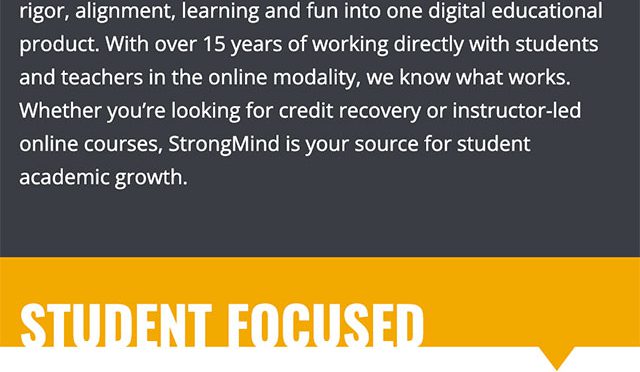 rigor, alignment, learning and fun into one digital educational
product. With over 15 years of working directly with students
and teachers in the online modality, we know what works.
Whether you’re looking for credit recovery or instructor-led
online courses, StrongMind is your source for student
academic growth.
STUDENT FOCUSED